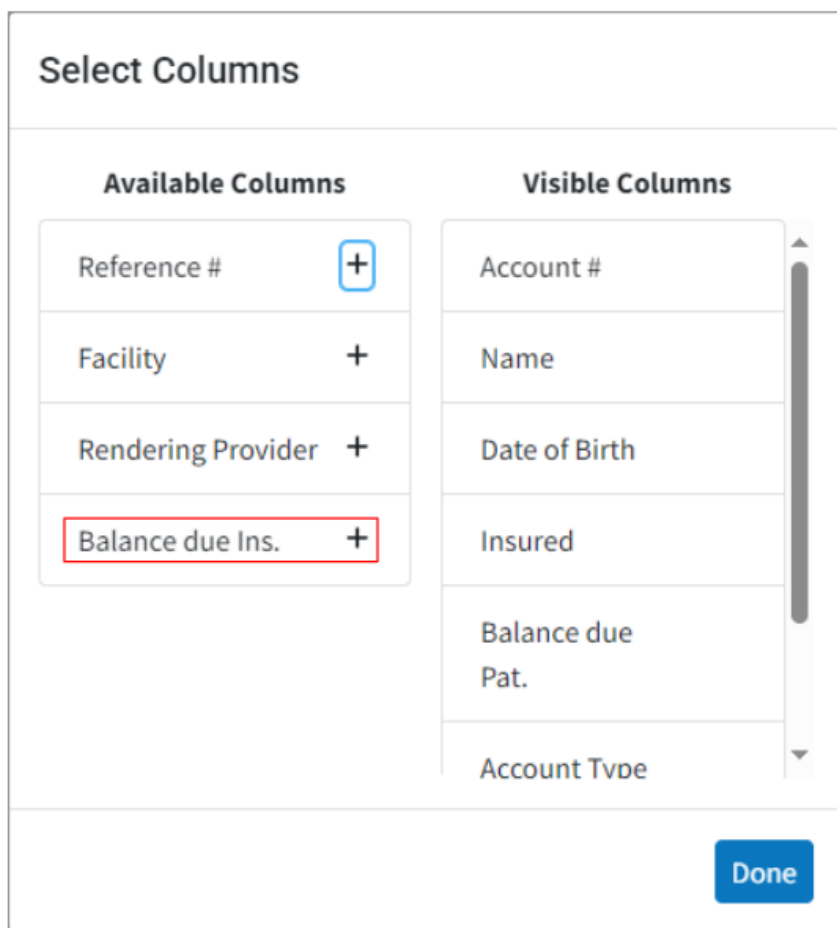 Select Columns
Available Columns
Reference # +
Facility +
Rendering Provider +
Balance due Ins. +
Visible Columns
Account #
Name
Date of Birth
Insured
Balance due
Pat.
Account Type
Done